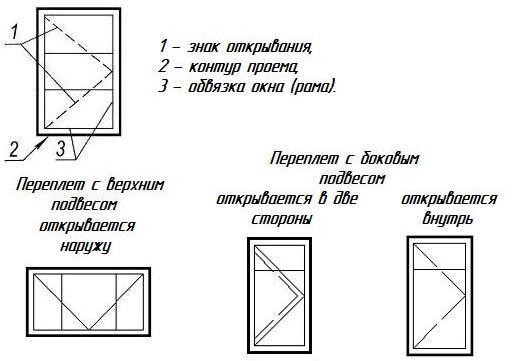 1
2
3
1 - знак открывания,
2 - контур проема,
3 - обвязка окна (рама).
Переплет с верхним
подвесом
открывается
наружу
Переплет с боковым
подвесом
открывается в две
стороны
открывается
внутрь